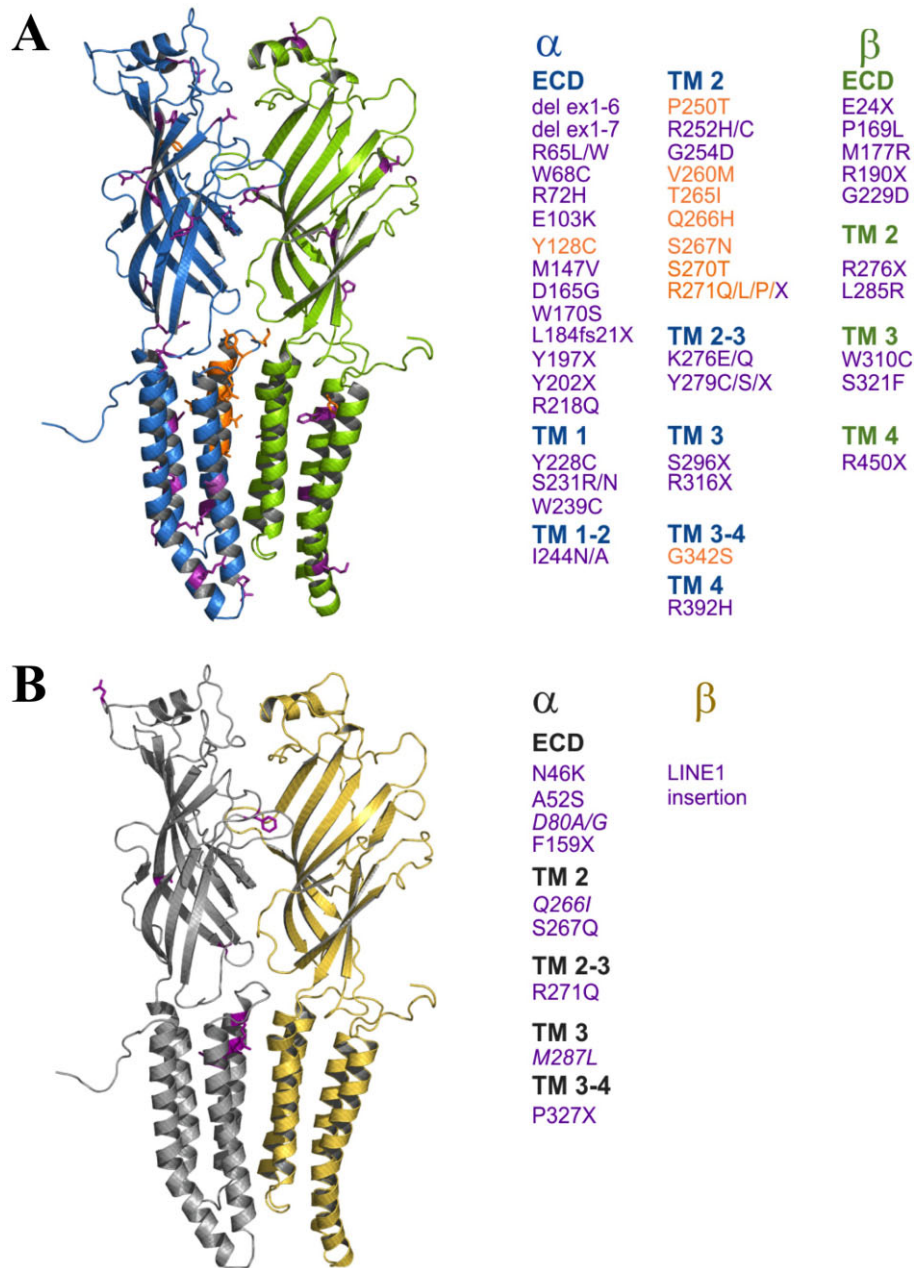 A
α
ECD
del ex1-6
del ex1-7
R65L/W
W68C
R72H
E103K
Y128C
M147V
D165G
W170S
L184fs21X
Y197X
Y202X
R218Q
TM 1
Y228C
S231R/N
W239C
TM 1-2
I244N/A
TM 2
P250T
R252H/C
G254D
V260M
T265I
Q266H
S267N
S270T
R271Q/L/P/X
TM 2-3
K276E/Q
Y279C/S/X
TM 3
S296X
R316X
TM 3-4
G342S
TM 4
R392H
β
ECD
E24X
P169L
M177R
R190X
G229D
TM 2
R276X
L285R
TM 3
W310C
S321F
TM 4
R450X
B
α
ECD
N46K
A52S
D80A/G
F159X
TM 2
Q266I
S267Q
TM 2-3
R271Q
TM 3
M287L
TM 3-4
P327X
β
LINE1
insertion